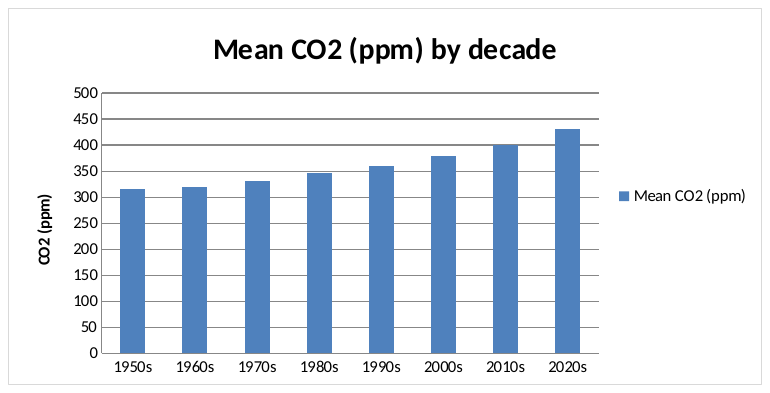 Mean CO2 (ppm) by decade
500
450
400
350
300
250
200
150
100
50
0
CO2 (ppm)
1950s 1960s 1970s 1980s 1990s 2000s 2010s 2020s
Mean CO2 (ppm)